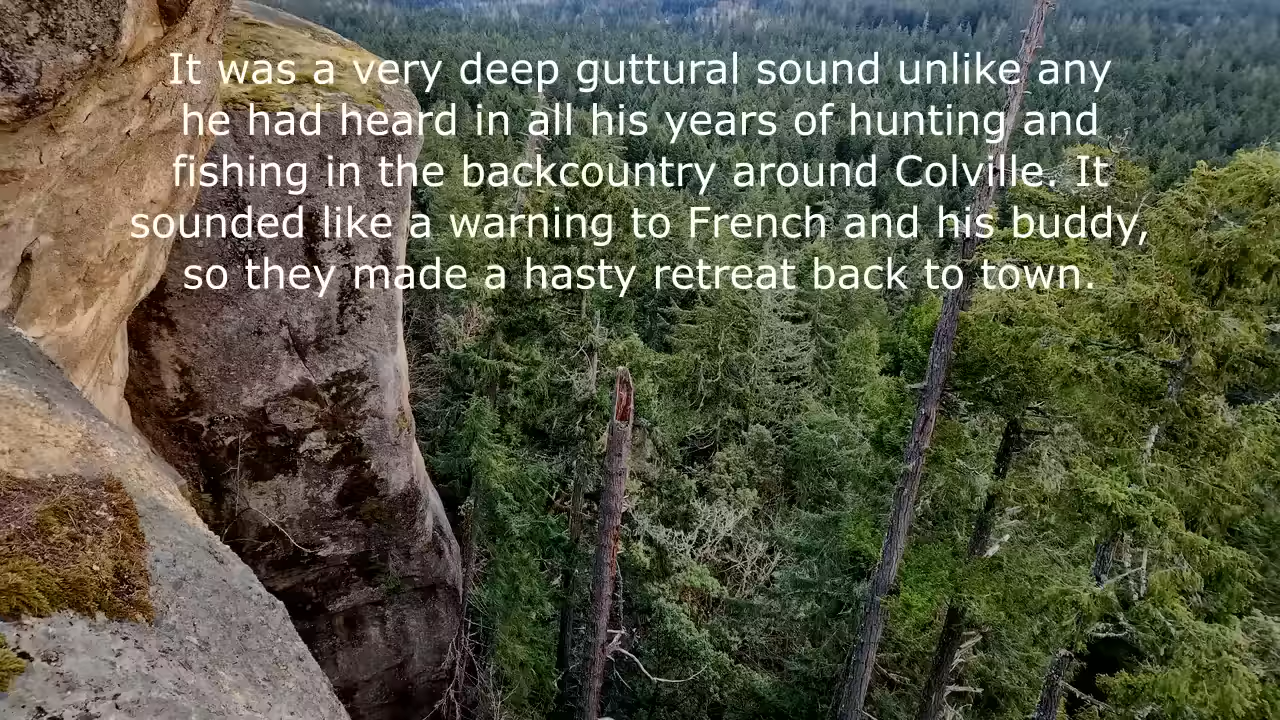 It was a very deep guttural sound unlike any
he had heard in all his years of hunting and
fishing in the backcountry around Colville. It
sounded like a warning to French and his buddy,
so they made a hasty retreat back to town.